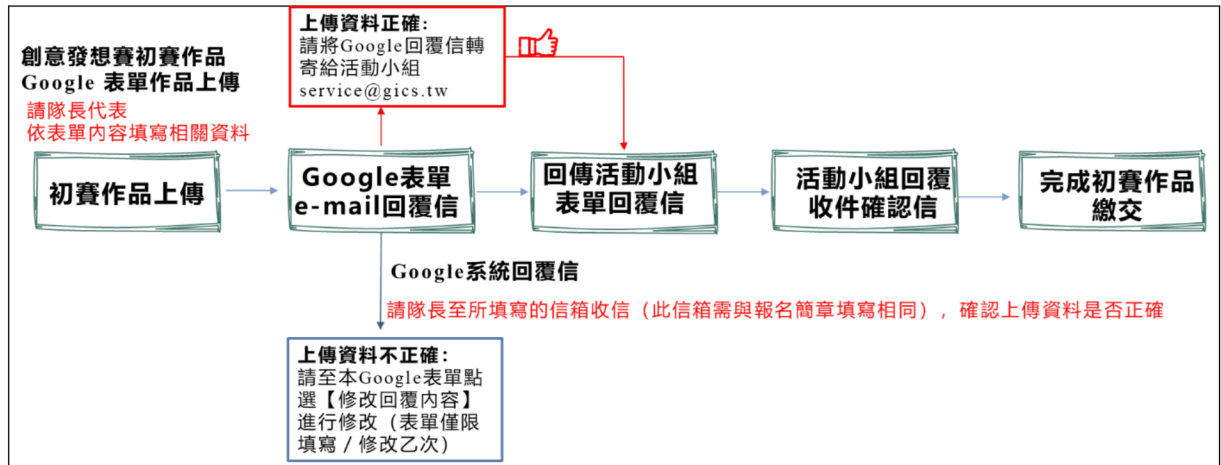 創意發想賽初賽作品
Google 表單作品上傳
請隊長代表
依表單內容填寫相關資料
上傳資料正確：
請將Google回覆信轉
寄給活動小組
service@gics.tw
初賽作品上傳
Google表單
e-mail回覆信
回傳活動小組
表單回覆信
活動小組回覆
收件確認信
完成初賽作品
繳交
Google系統回覆信
請隊長至所填寫的信箱收信（此信箱需與報名簡章填寫相同），確認上傳資料是否正確
上傳資料不正確：
請至本Google表單點
選【修改回覆內容】
進行修改（表單僅限
填寫 / 修改乙次）